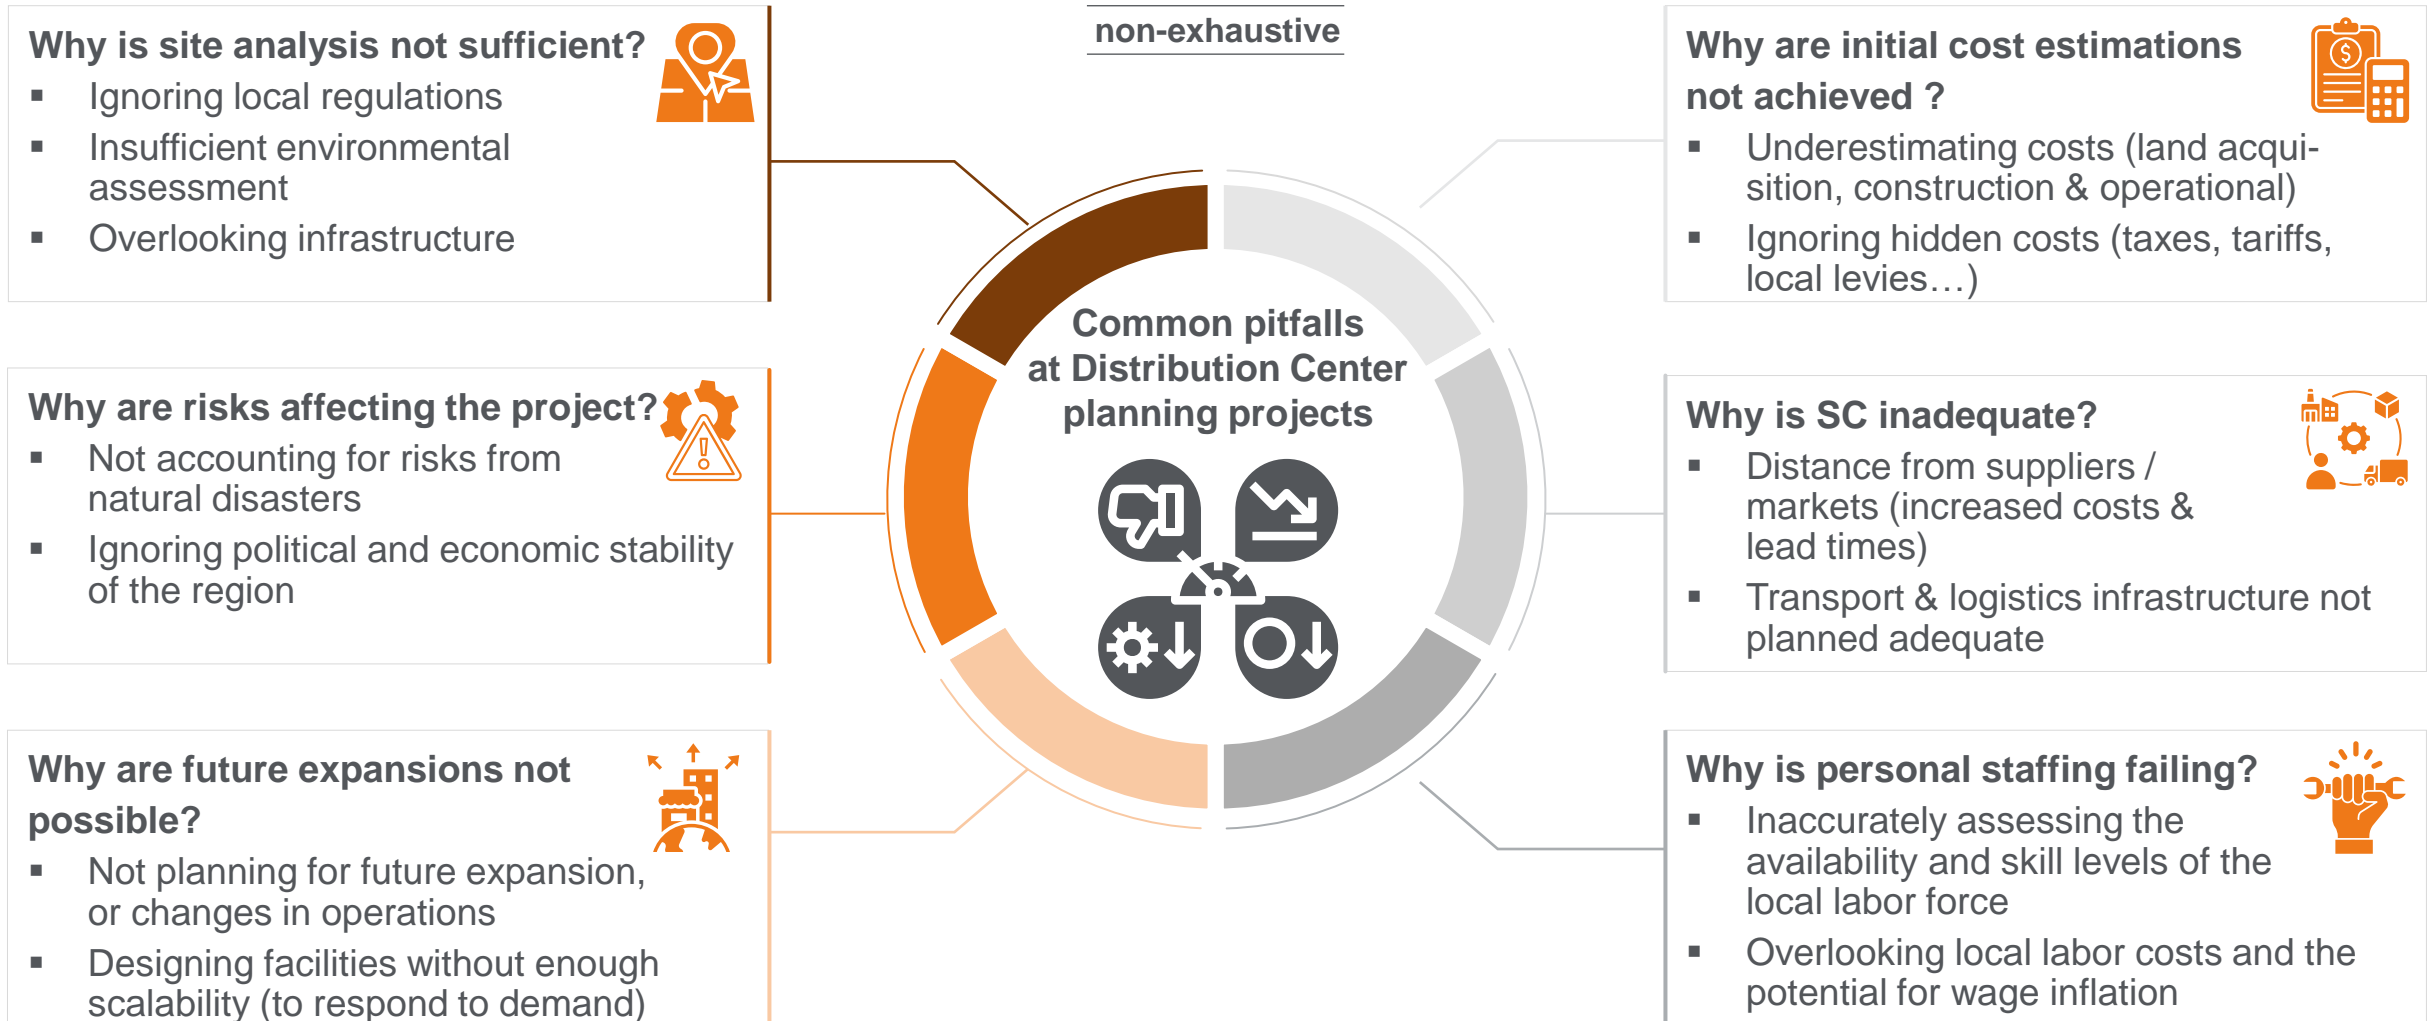 non-exhaustive
Why is site analysis not sufficient?
▪ Ignoring local regulations
▪ Insufficient environmental
assessment
▪ Overlooking infrastructure
Why are risks affecting the project?
▪ Not accounting for risks from
natural disasters
▪ Ignoring political and economic stability
of the region
Why are future expansions not
possible?
▪ Not planning for future expansion,
or changes in operations
▪ Designing facilities without enough
scalability (to respond to demand)
Common pitfalls
at Distribution Center
planning projects
Why are initial cost estimations
not achieved ?
▪ Underestimating costs (land acqui-
sition, construction & operational)
▪ Ignoring hidden costs (taxes, tariffs,
local levies…)
Why is SC inadequate?
▪ Distance from suppliers /
markets (increased costs &
lead times)
▪ Transport & logistics infrastructure not
planned adequate
Why is personal staffing failing?
▪ Inaccurately assessing the
availability and skill levels of the
local labor force
▪ Overlooking local labor costs and the
potential for wage inflation